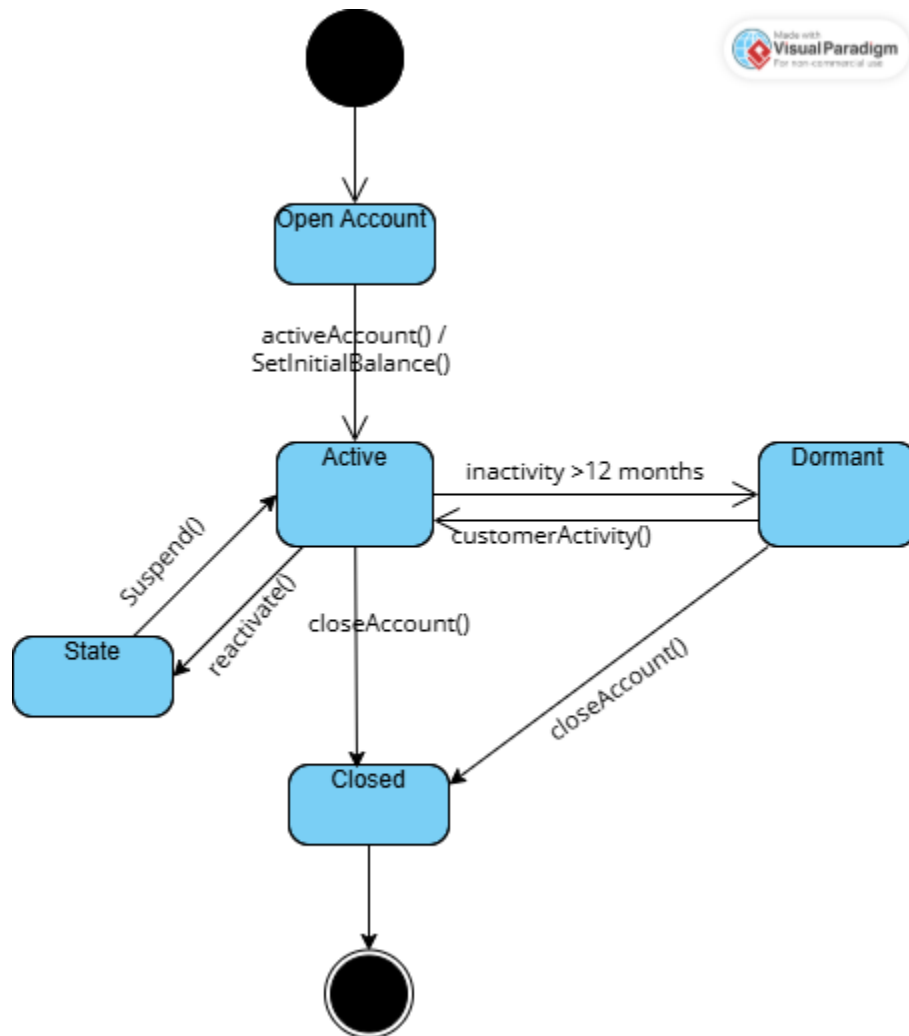 Made with
Visual Paradigm
For non-commercial use
Open Account
activeAccount() /
SetInitialBalance()
Active
inactivity >12 months
Dormant
customerActivity()
Suspend()
reactivate()
closeAccount()
closeAccount()
State
Closed